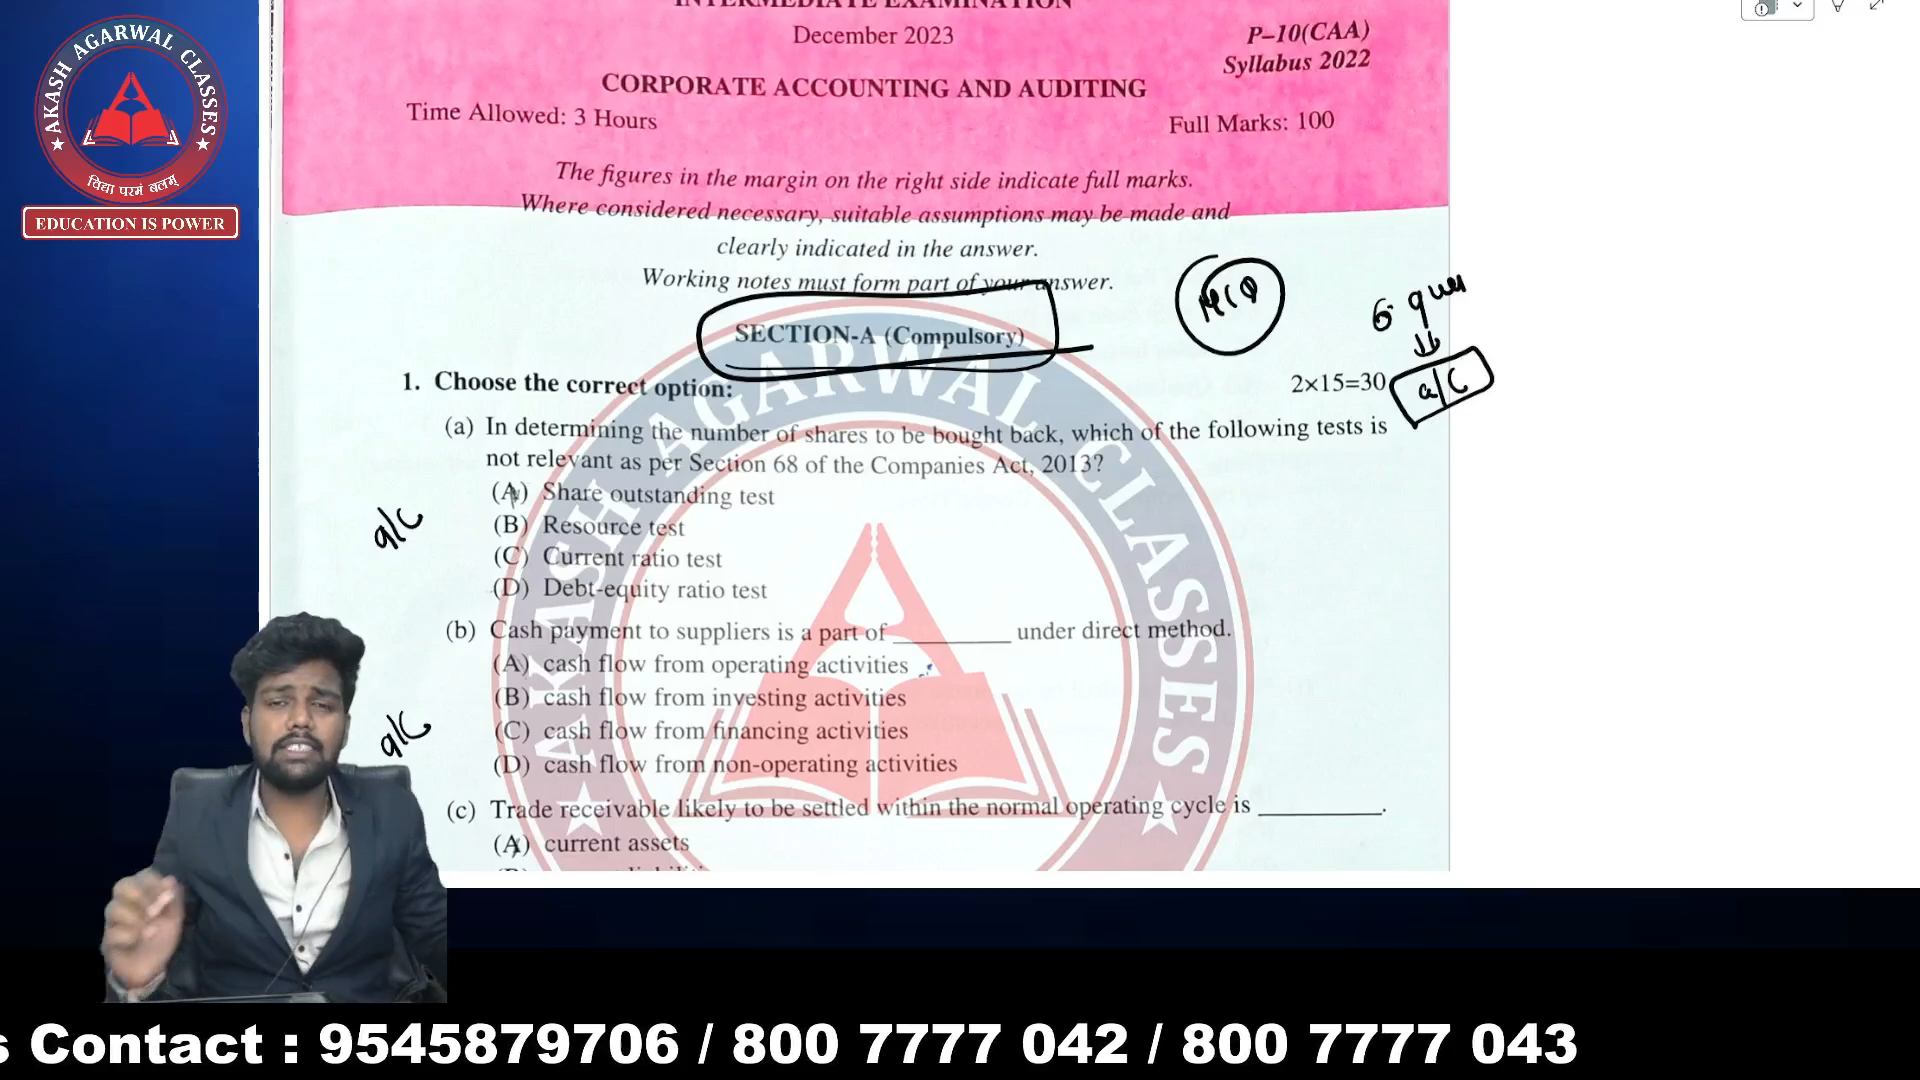 AKASH AGARWAL CLASSES
विद्या परमं बलम्
EDUCATION IS POWER
INTERMEDIATE EXAMINATION
December 2023
P–10(CAA)
Syllabus 2022
CORPORATE ACCOUNTING AND AUDITING
Time Allowed: 3 Hours
Full Marks: 100
The figures in the margin on the right side indicate full marks.
Where considered necessary, suitable assumptions may be made and
clearly indicated in the answer.
Working notes must form part of your answer.
MCQ
6 ques
SECTION-A (Compulsory)
1. Choose the correct option:
2×15=30
a/c
(a) In determining the number of shares to be bought back, which of the following tests is
not relevant as per Section 68 of the Companies Act, 2013?
(A) Share outstanding test
a/c
(B) Resource test
(C) Current ratio test
(D) Debt-equity ratio test
(b) Cash payment to suppliers is a part of __________ under direct method.
(A) cash flow from operating activities
(B) cash flow from investing activities
a/c
(C) cash flow from financing activities
(D) cash flow from non-operating activities
(c) Trade receivable likely to be settled within the normal operating cycle is __________.
(A) current assets
AKASH AGARWAL CLASSES
s Contact : 9545879706 / 800 7777 042 / 800 7777 043